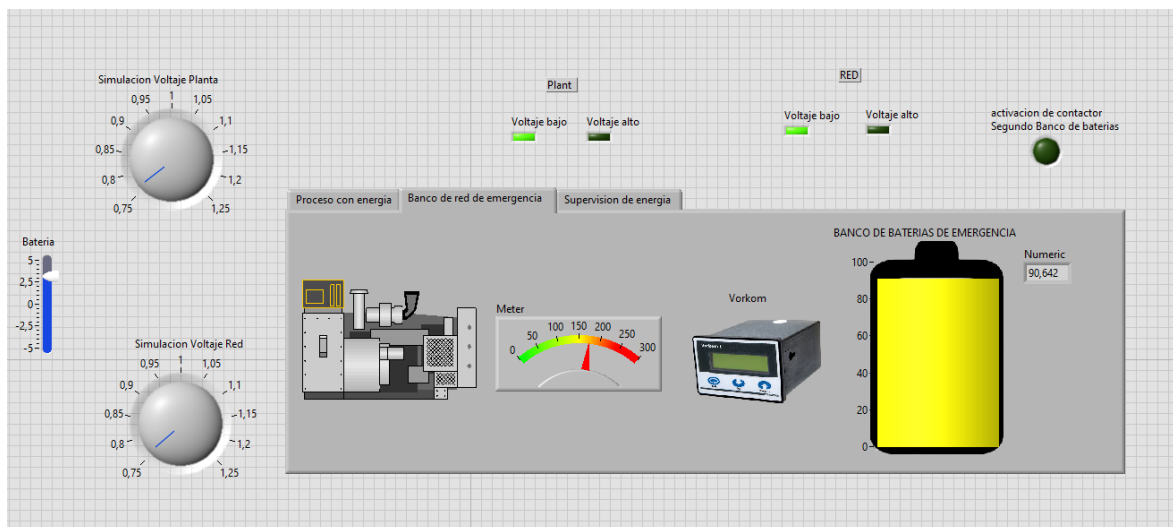 Simulacion Voltaje Planta
0,75
0,8
0,85
0,9
0,95
1
1,05
1,1
1,15
1,2
1,25
Plant
Voltaje bajo
Voltaje alto
RED
Voltaje bajo
Voltaje alto
activacion de contactor
Segundo Banco de baterias
Bateria
5
2,5
0
-2,5
-5
Simulacion Voltaje Red
0,75
0,8
0,85
0,9
0,95
1
1,05
1,1
1,15
1,2
1,25
Proceso con energia
Banco de red de emergencia
Supervision de energia
Meter
0
50
100
150
200
250
300
Vorkom
BANCO DE BATERIAS DE EMERGENCIA
100
80
60
40
20
0
Numeric
90,642